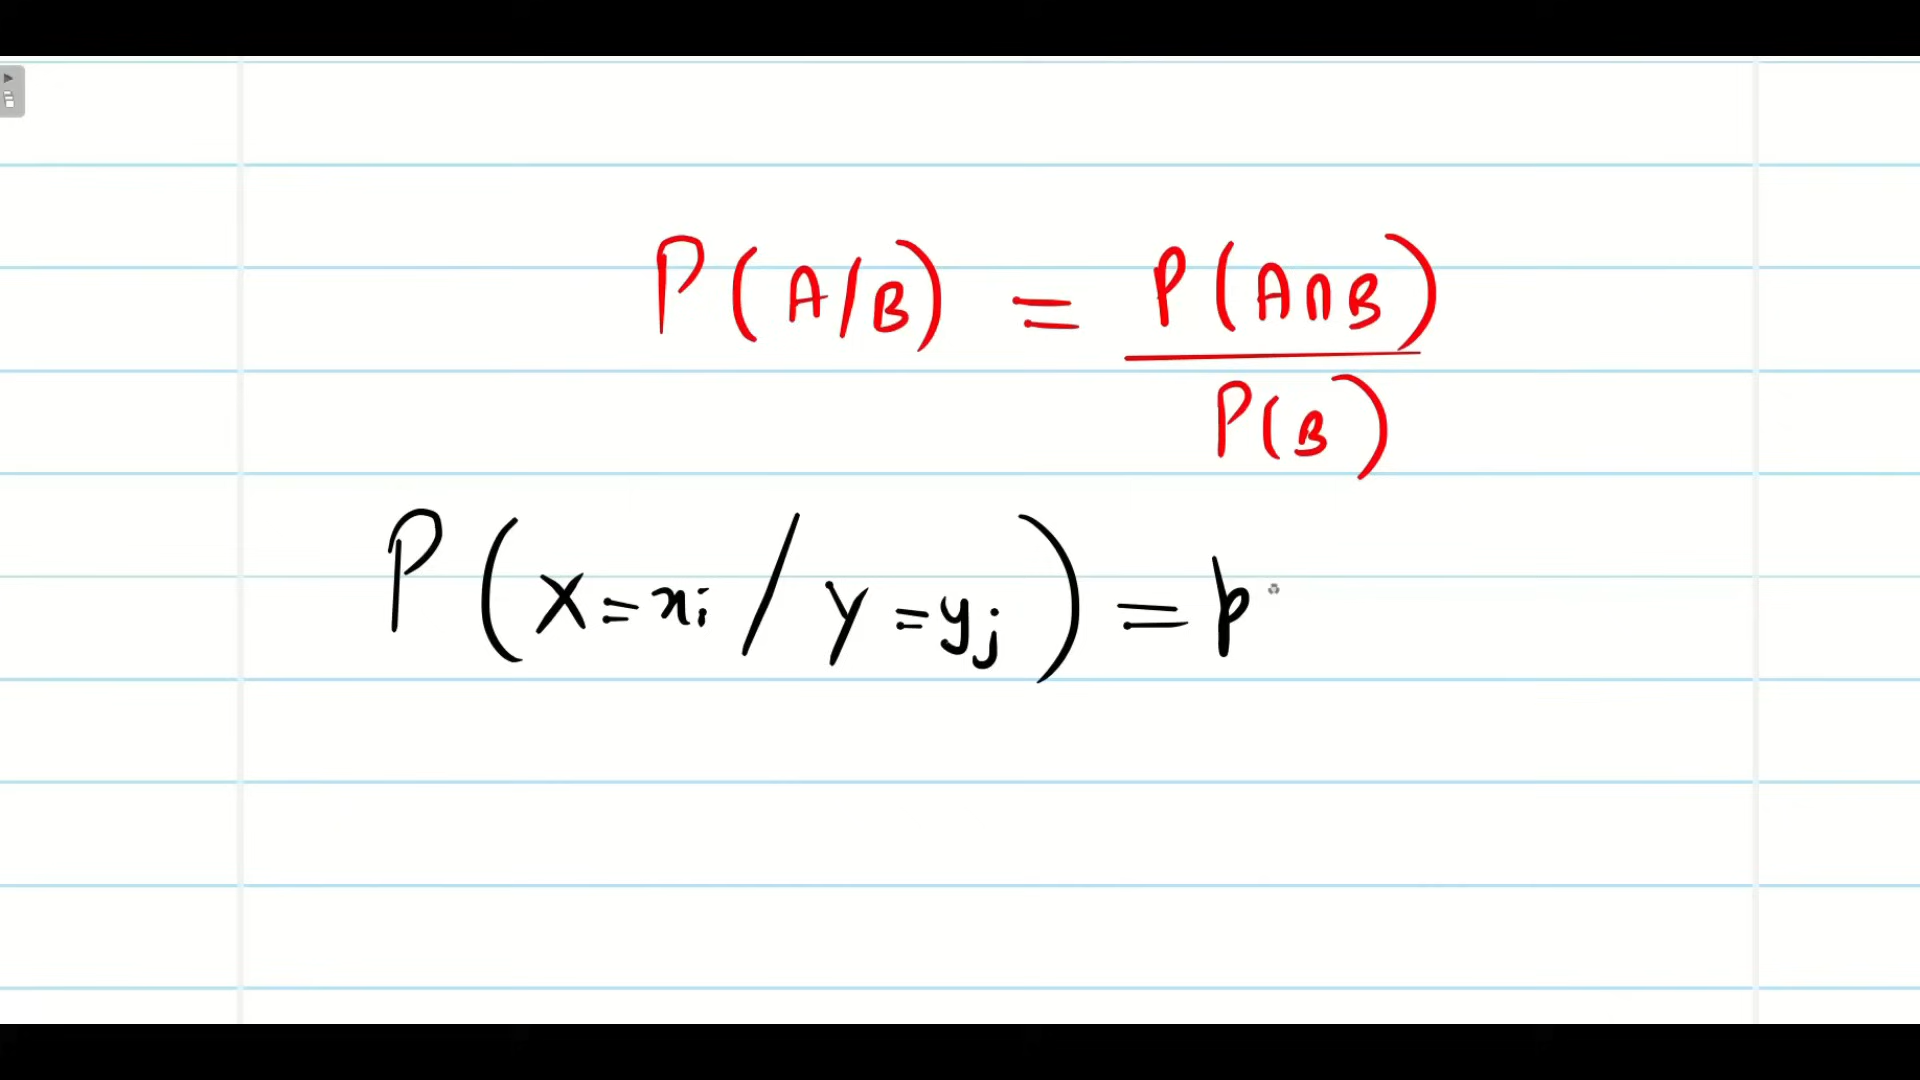 P(A/B) = P(A∩B)
P(B)
P(X=xi / Y=yj) = p